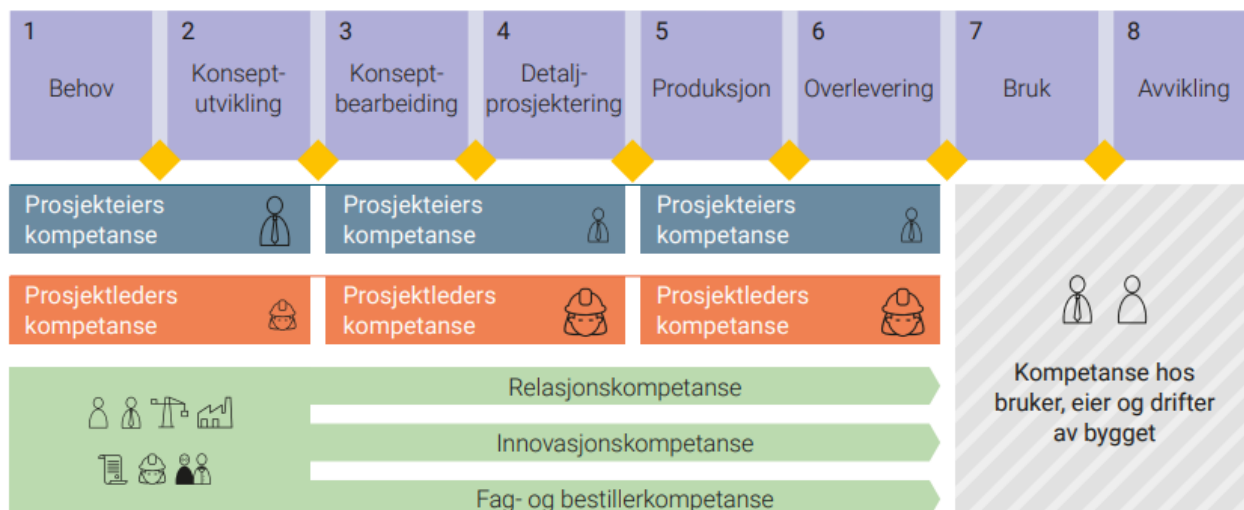 1
Behov
2
Konsept-
utvikling
3
Konsept-
bearbeiding
4
Detalj-
prosjektering
5
Produksjon
6
Overlevering
7
Bruk
8
Avvikling
Prosjekteiers
kompetanse
Prosjekteiers
kompetanse
Prosjekteiers
kompetanse
Prosjektleders
kompetanse
Prosjektleders
kompetanse
Prosjektleders
kompetanse
Relasjonskompetanse
Innovasjonskompetanse
Fag- og bestillerkompetanse
Kompetanse hos
bruker, eier og drifter
av bygget